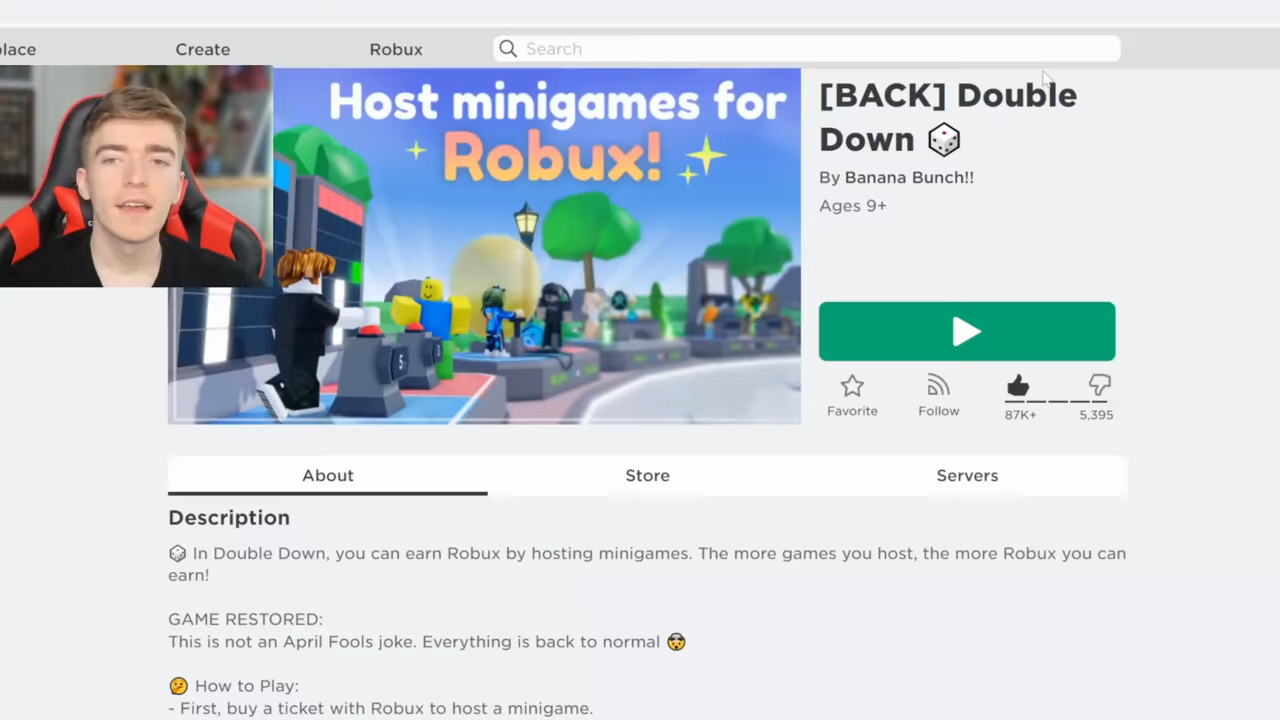 place
Create
Robux
Search
Host minigames for
Robux!
[BACK] Double
Down
By Banana Bunch!!
Ages 9+
Favorite
Follow
87K+
5,395
About
Store
Servers
Description
🎲 In Double Down, you can earn Robux by hosting minigames. The more games you host, the more Robux you can
earn!
GAME RESTORED:
This is not an April Fools joke. Everything is back to normal 😲
🤔 How to Play:
- First, buy a ticket with Robux to host a minigame.